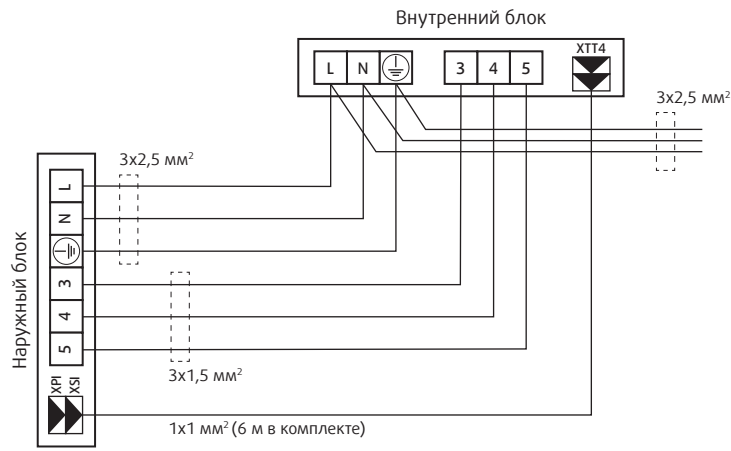 Внутренний блок
L N 3 4 5 XTT4
3x2,5 мм²
3x2,5 мм²
Наружный блок
L
N
3
4
5
XPI
XSI
3x1,5 мм²
1x1 мм² (6 м в комплекте)